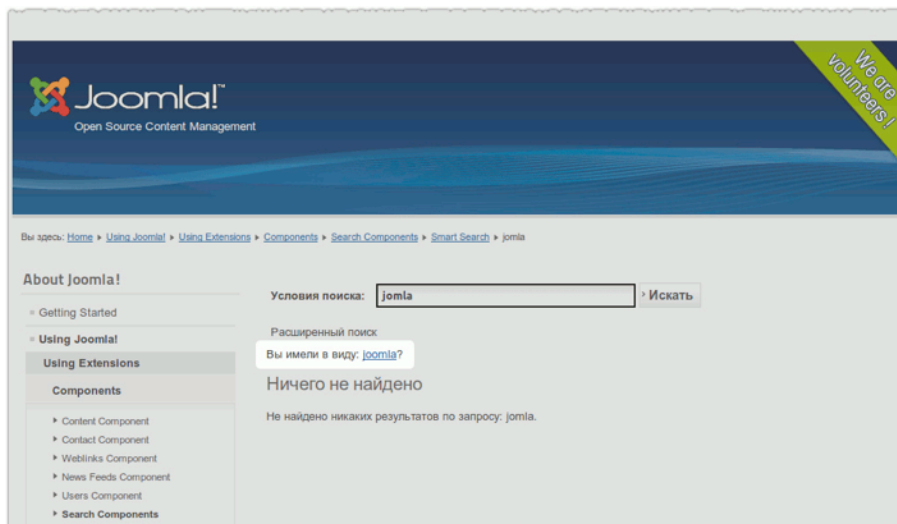 We are
volunteers!
Joomla!™
Open Source Content Management
Вы здесь: Home ▸ Using Joomla! ▸ Using Extensions ▸ Components ▸ Search Components ▸ Smart Search ▸ jomla
About Joomla!
Getting Started
Using Joomla!
Using Extensions
Components
Content Component
Contact Component
Weblinks Component
News Feeds Component
Users Component
Search Components
Условия поиска: jomla › Искать
Расширенный поиск
Вы имели в виду: joomla?
Ничего не найдено
Не найдено никаких результатов по запросу: jomla.